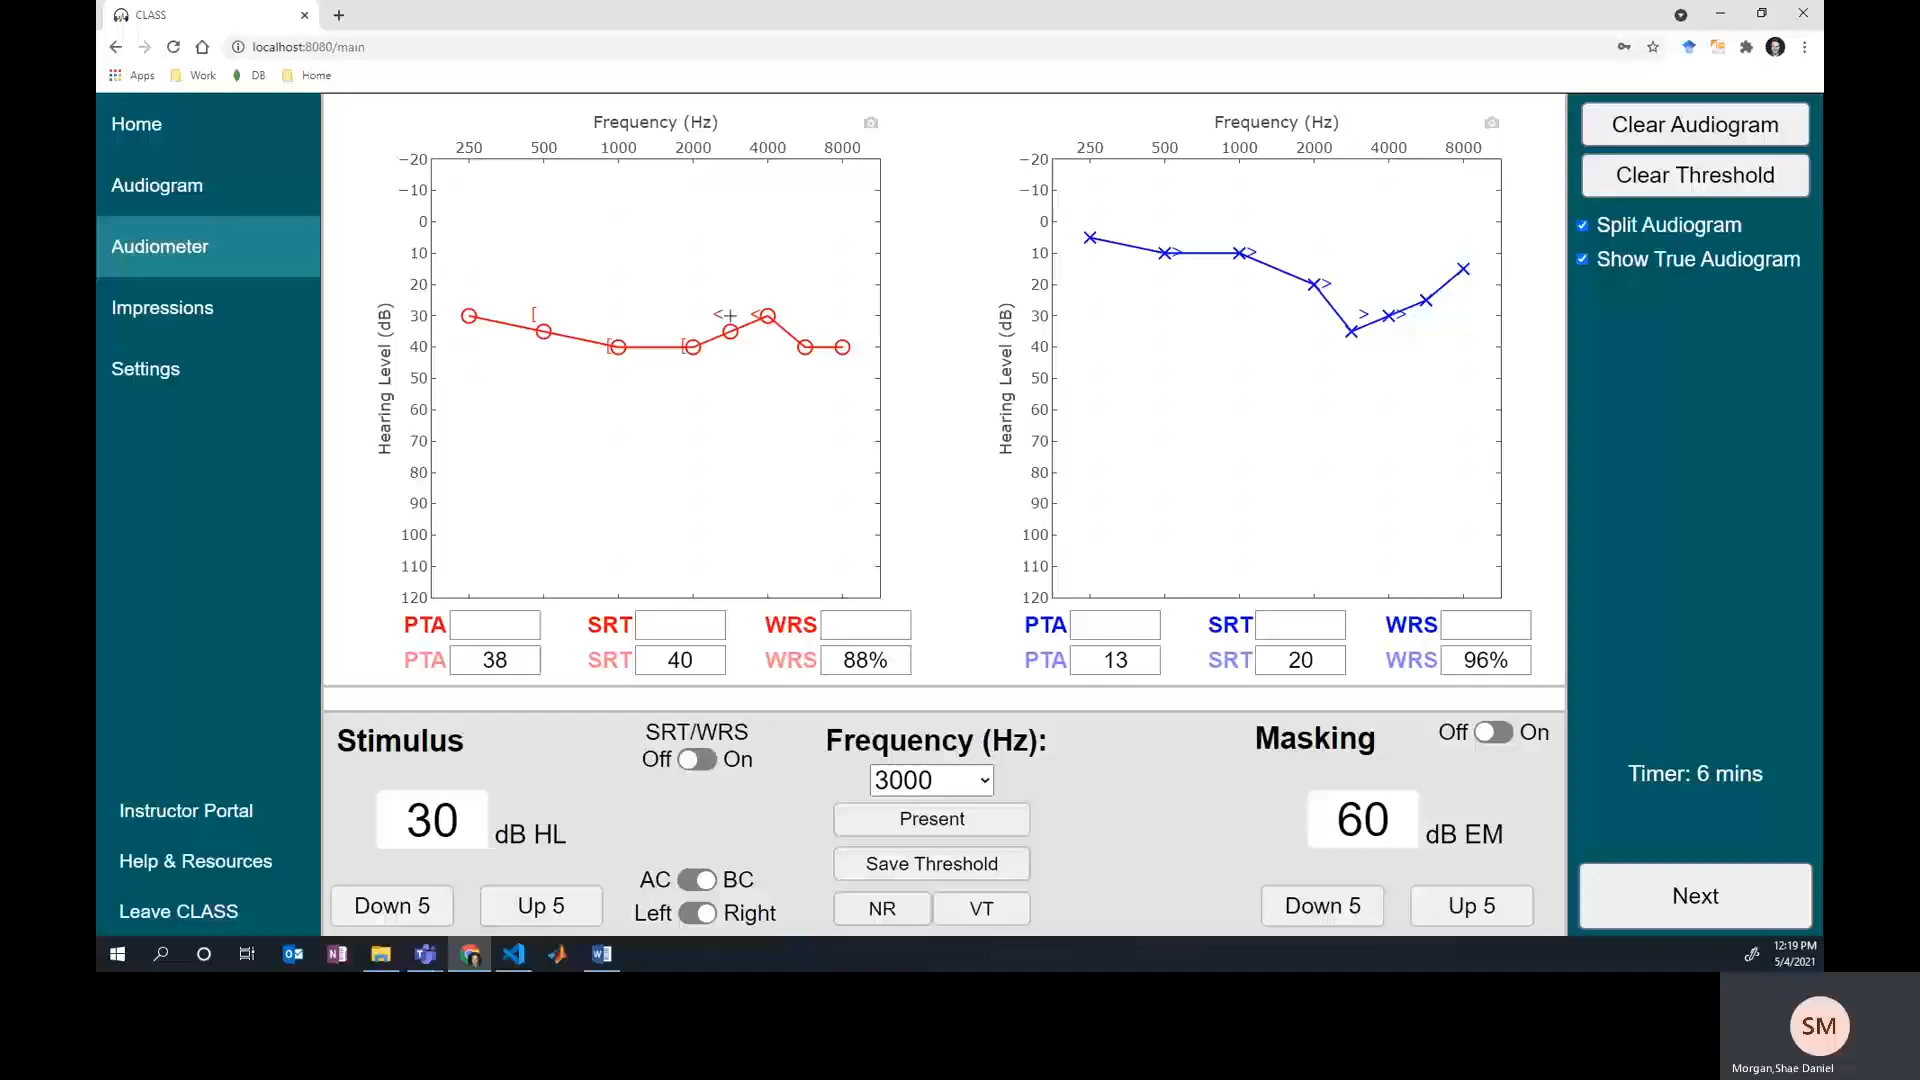 CLASS
localhost:8080/main
Apps
Work
DB
Home
Home
Audiogram
Audiometer
Impressions
Settings
Instructor Portal
Help & Resources
Leave CLASS
Frequency (Hz)
250 500 1000 2000 4000 8000
−20
−10
0
10
20
30
40
50
60
70
80
90
100
110
120
Hearing Level (dB)
PTA SRT WRS
PTA 38 SRT 40 WRS 88%
Frequency (Hz)
250 500 1000 2000 4000 8000
−20
−10
0
10
20
30
40
50
60
70
80
90
100
110
120
Hearing Level (dB)
PTA SRT WRS
PTA 13 SRT 20 WRS 96%
Stimulus
30 dB HL
Down 5 Up 5
SRT/WRS
Off On
AC BC
Left Right
Frequency (Hz):
3000
Present
Save Threshold
NR VT
Masking
Off On
60 dB EM
Down 5 Up 5
Clear Audiogram
Clear Threshold
Split Audiogram
Show True Audiogram
Timer: 6 mins
Next
12:19 PM
5/4/2021
SM
Morgan,Shae Daniel